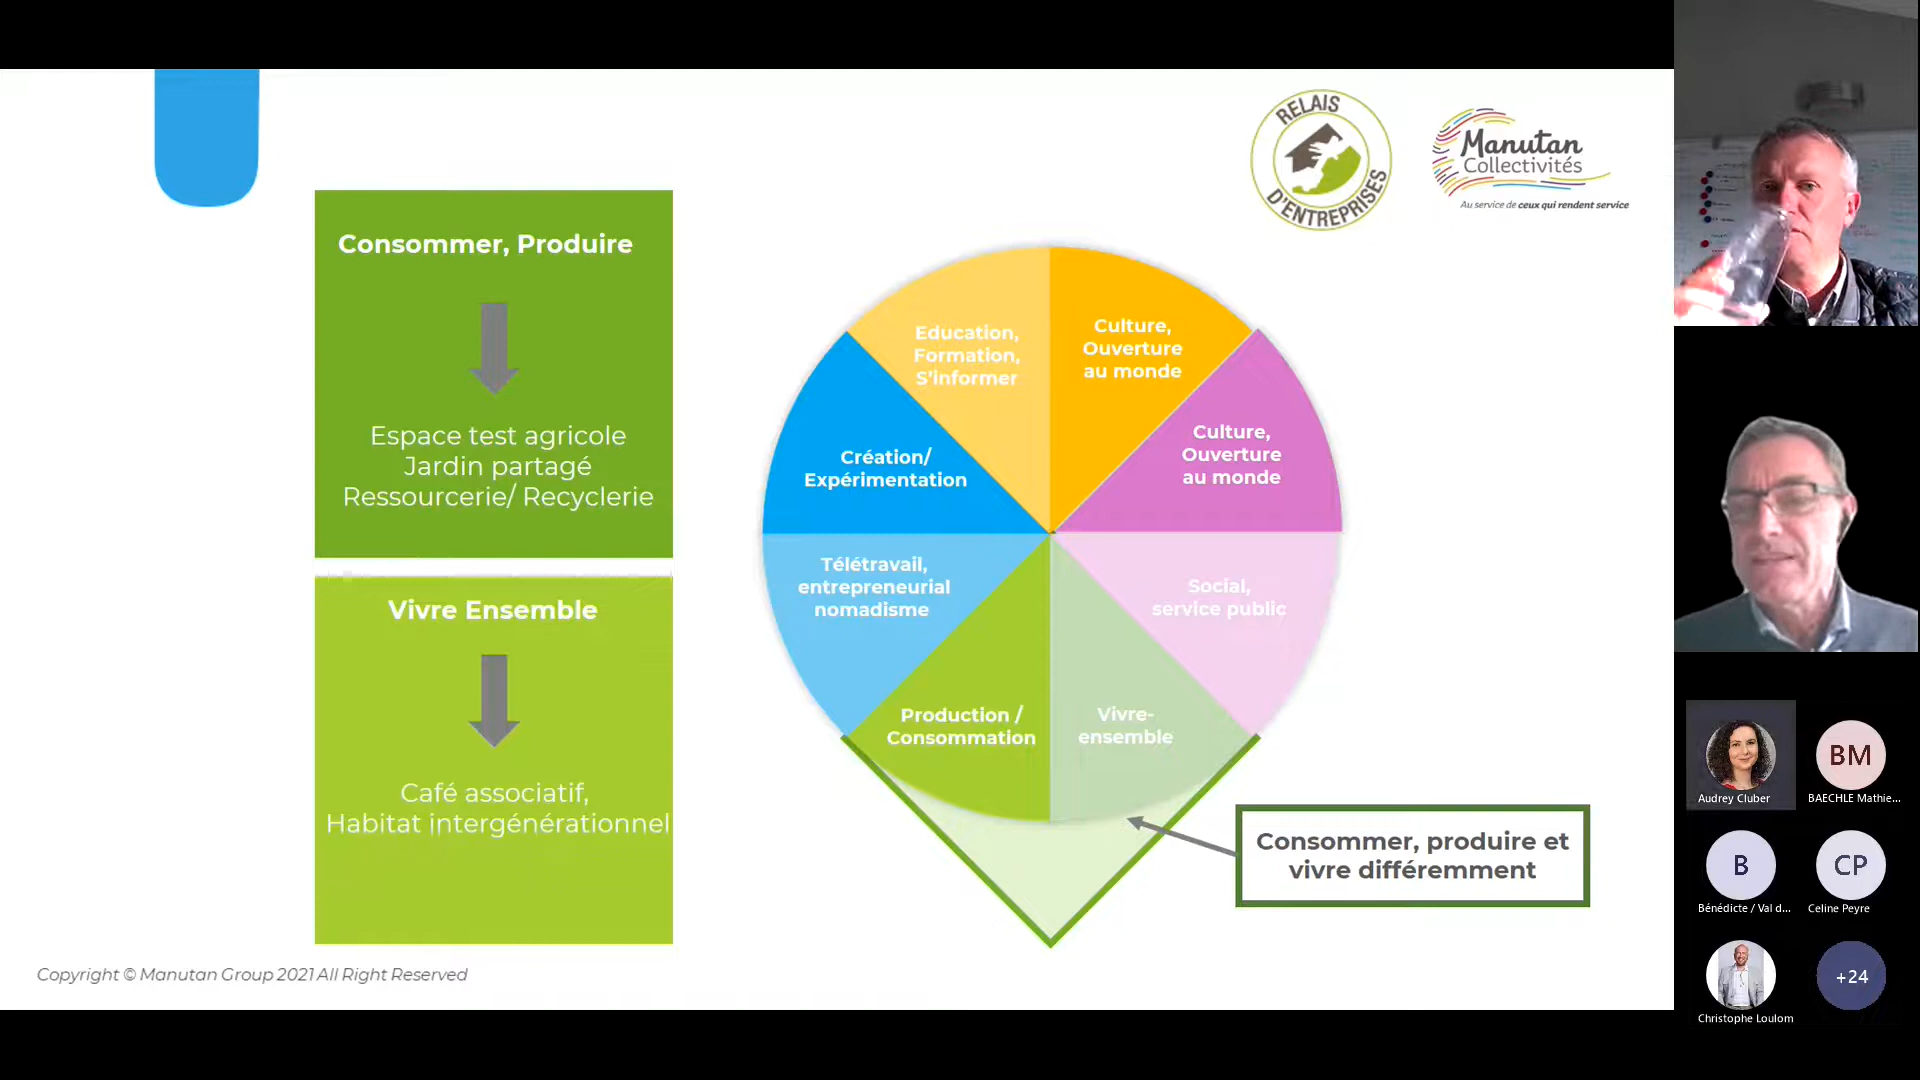 RELAIS
D'ENTREPRISES
Manutan
Collectivités
Au service de ceux qui rendent service
Consommer, Produire
Espace test agricole
Jardin partagé
Ressourcerie/ Recyclerie
Vivre Ensemble
Café associatif,
Habitat intergénérationnel
Education,
Formation,
S'informer
Culture,
Ouverture
au monde
Culture,
Ouverture
au monde
Création/
Expérimentation
Télétravail,
entrepreneurial
nomadisme
Social,
service public
Production /
Consommation
Vivre-
ensemble
Consommer, produire et
vivre différemment
Copyright © Manutan Group 2021 All Right Reserved
Audrey Cluber
BM
BAECHLE Mathie...
B
Bénédicte / Val d...
CP
Celine Peyre
Christophe Loulom
+24